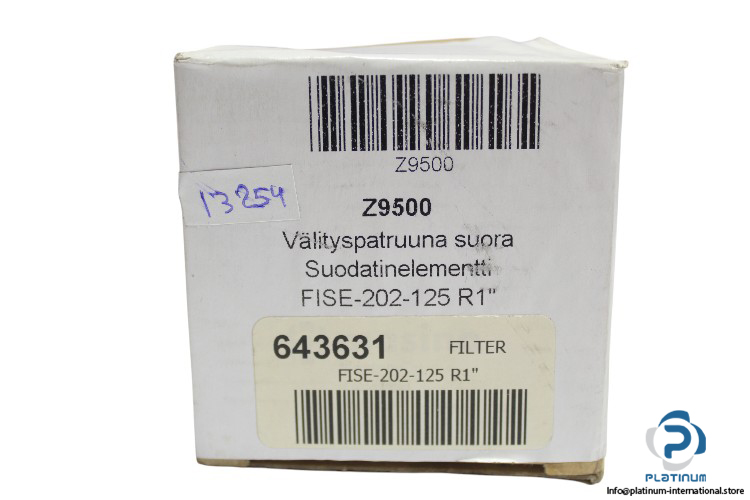 Z9500
13254
Z9500
Välityspatruuna suora
Suodatinelementti
FISE-202-125 R1"
643631 FILTER
FISE-202-125 R1"
PLATINUM
Info@platinum-international.store